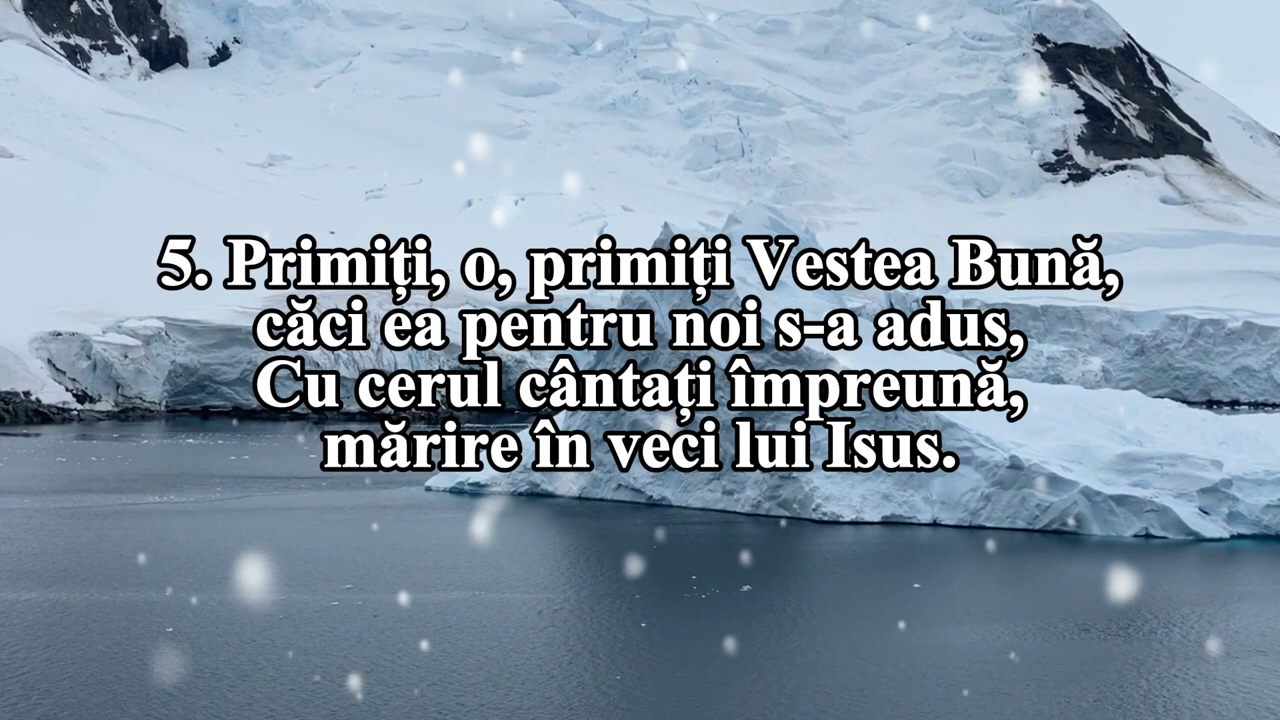 5. Primiți, o, primiți Vestea Bună,
căci ea pentru noi s-a adus,
Cu cerul cântați împreună,
mărire în veci lui Isus.